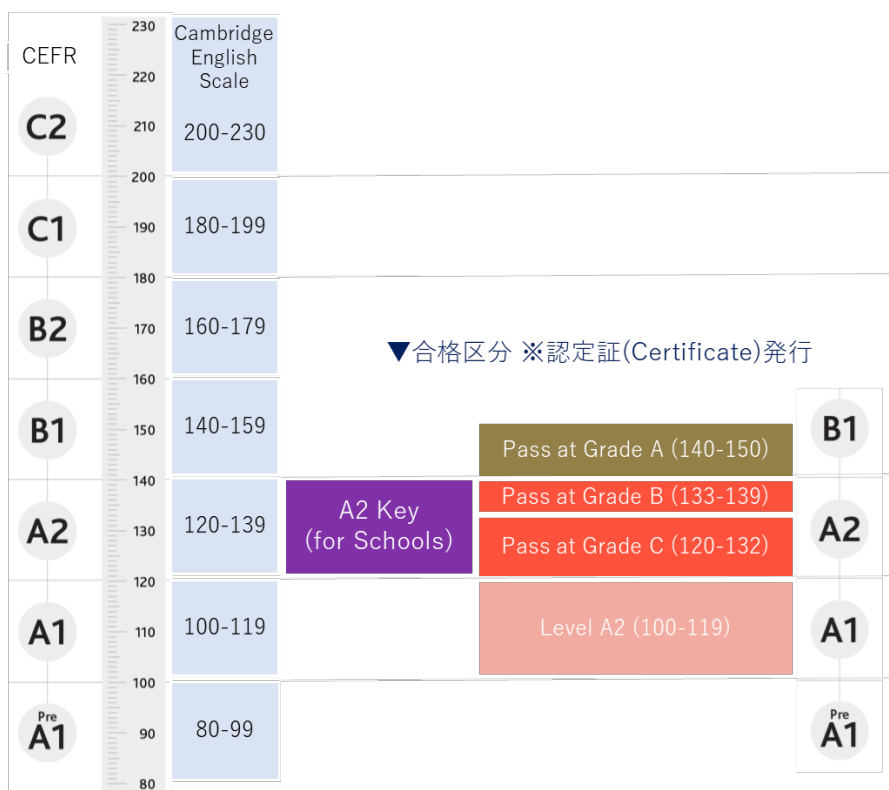 CEFR
C2
C1
B2
B1
A2
A1
Pre
A1
230
220
210
200
190
180
170
160
150
140
130
120
110
100
90
80
Cambridge
English
Scale
200-230
180-199
160-179
140-159
120-139
100-119
80-99
▼合格区分 ※認定証(Certificate)発行
A2 Key
(for Schools)
Pass at Grade A (140-150)
Pass at Grade B (133-139)
Pass at Grade C (120-132)
Level A2 (100-119)
B1
A2
A1
Pre
A1